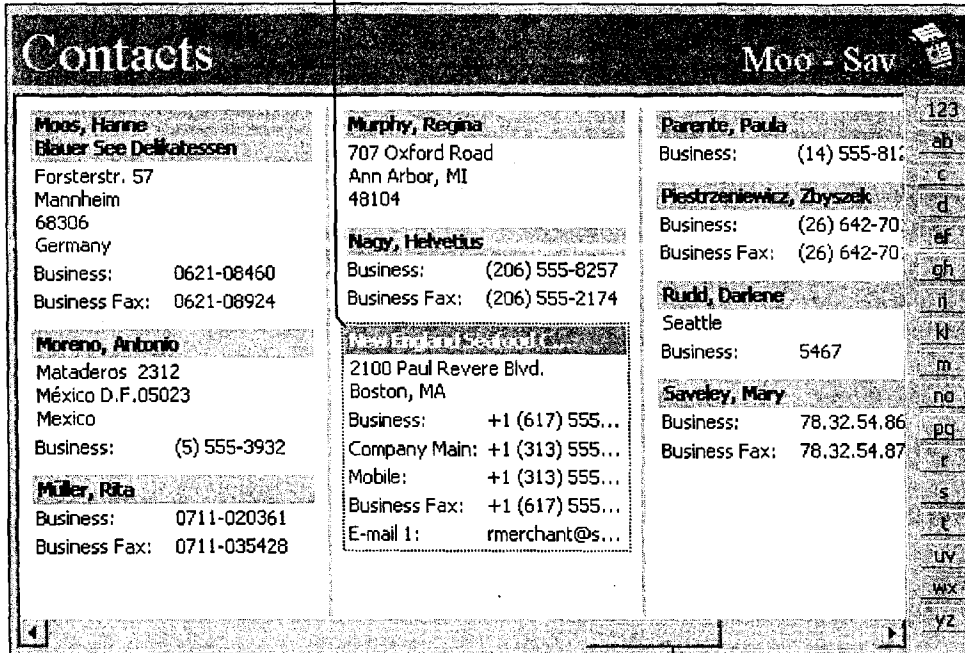 Contacts
Moo - Sav
Moos, Hanne
Blauer See Delikatessen
Forsterstr. 57
Mannheim
68306
Germany
Business: 0621-08460
Business Fax: 0621-08924
Moreno, Antonio
Mataderos 2312
México D.F.05023
Mexico
Business: (5) 555-3932
Müller, Rita
Business: 0711-020361
Business Fax: 0711-035428
Murphy, Regina
707 Oxford Road
Ann Arbor, MI
48104
Nagy, Helvetius
Business: (206) 555-8257
Business Fax: (206) 555-2174
New England Seafood C...
2100 Paul Revere Blvd.
Boston, MA
Business: +1 (617) 555...
Company Main: +1 (313) 555...
Mobile: +1 (313) 555...
Business Fax: +1 (617) 555...
E-mail 1: rmerchant@s...
Parente, Paula
Business: (14) 555-812
Piestrzeniewicz, Zbyszek
Business: (26) 642-70
Business Fax: (26) 642-70
Rudd, Darlene
Seattle
Business: 5467
Saveley, Mary
Business: 78.32.54.86
Business Fax: 78.32.54.87
123
ab
c
d
ef
gh
ij
kl
m
no
pq
r
s
t
uv
wx
yz